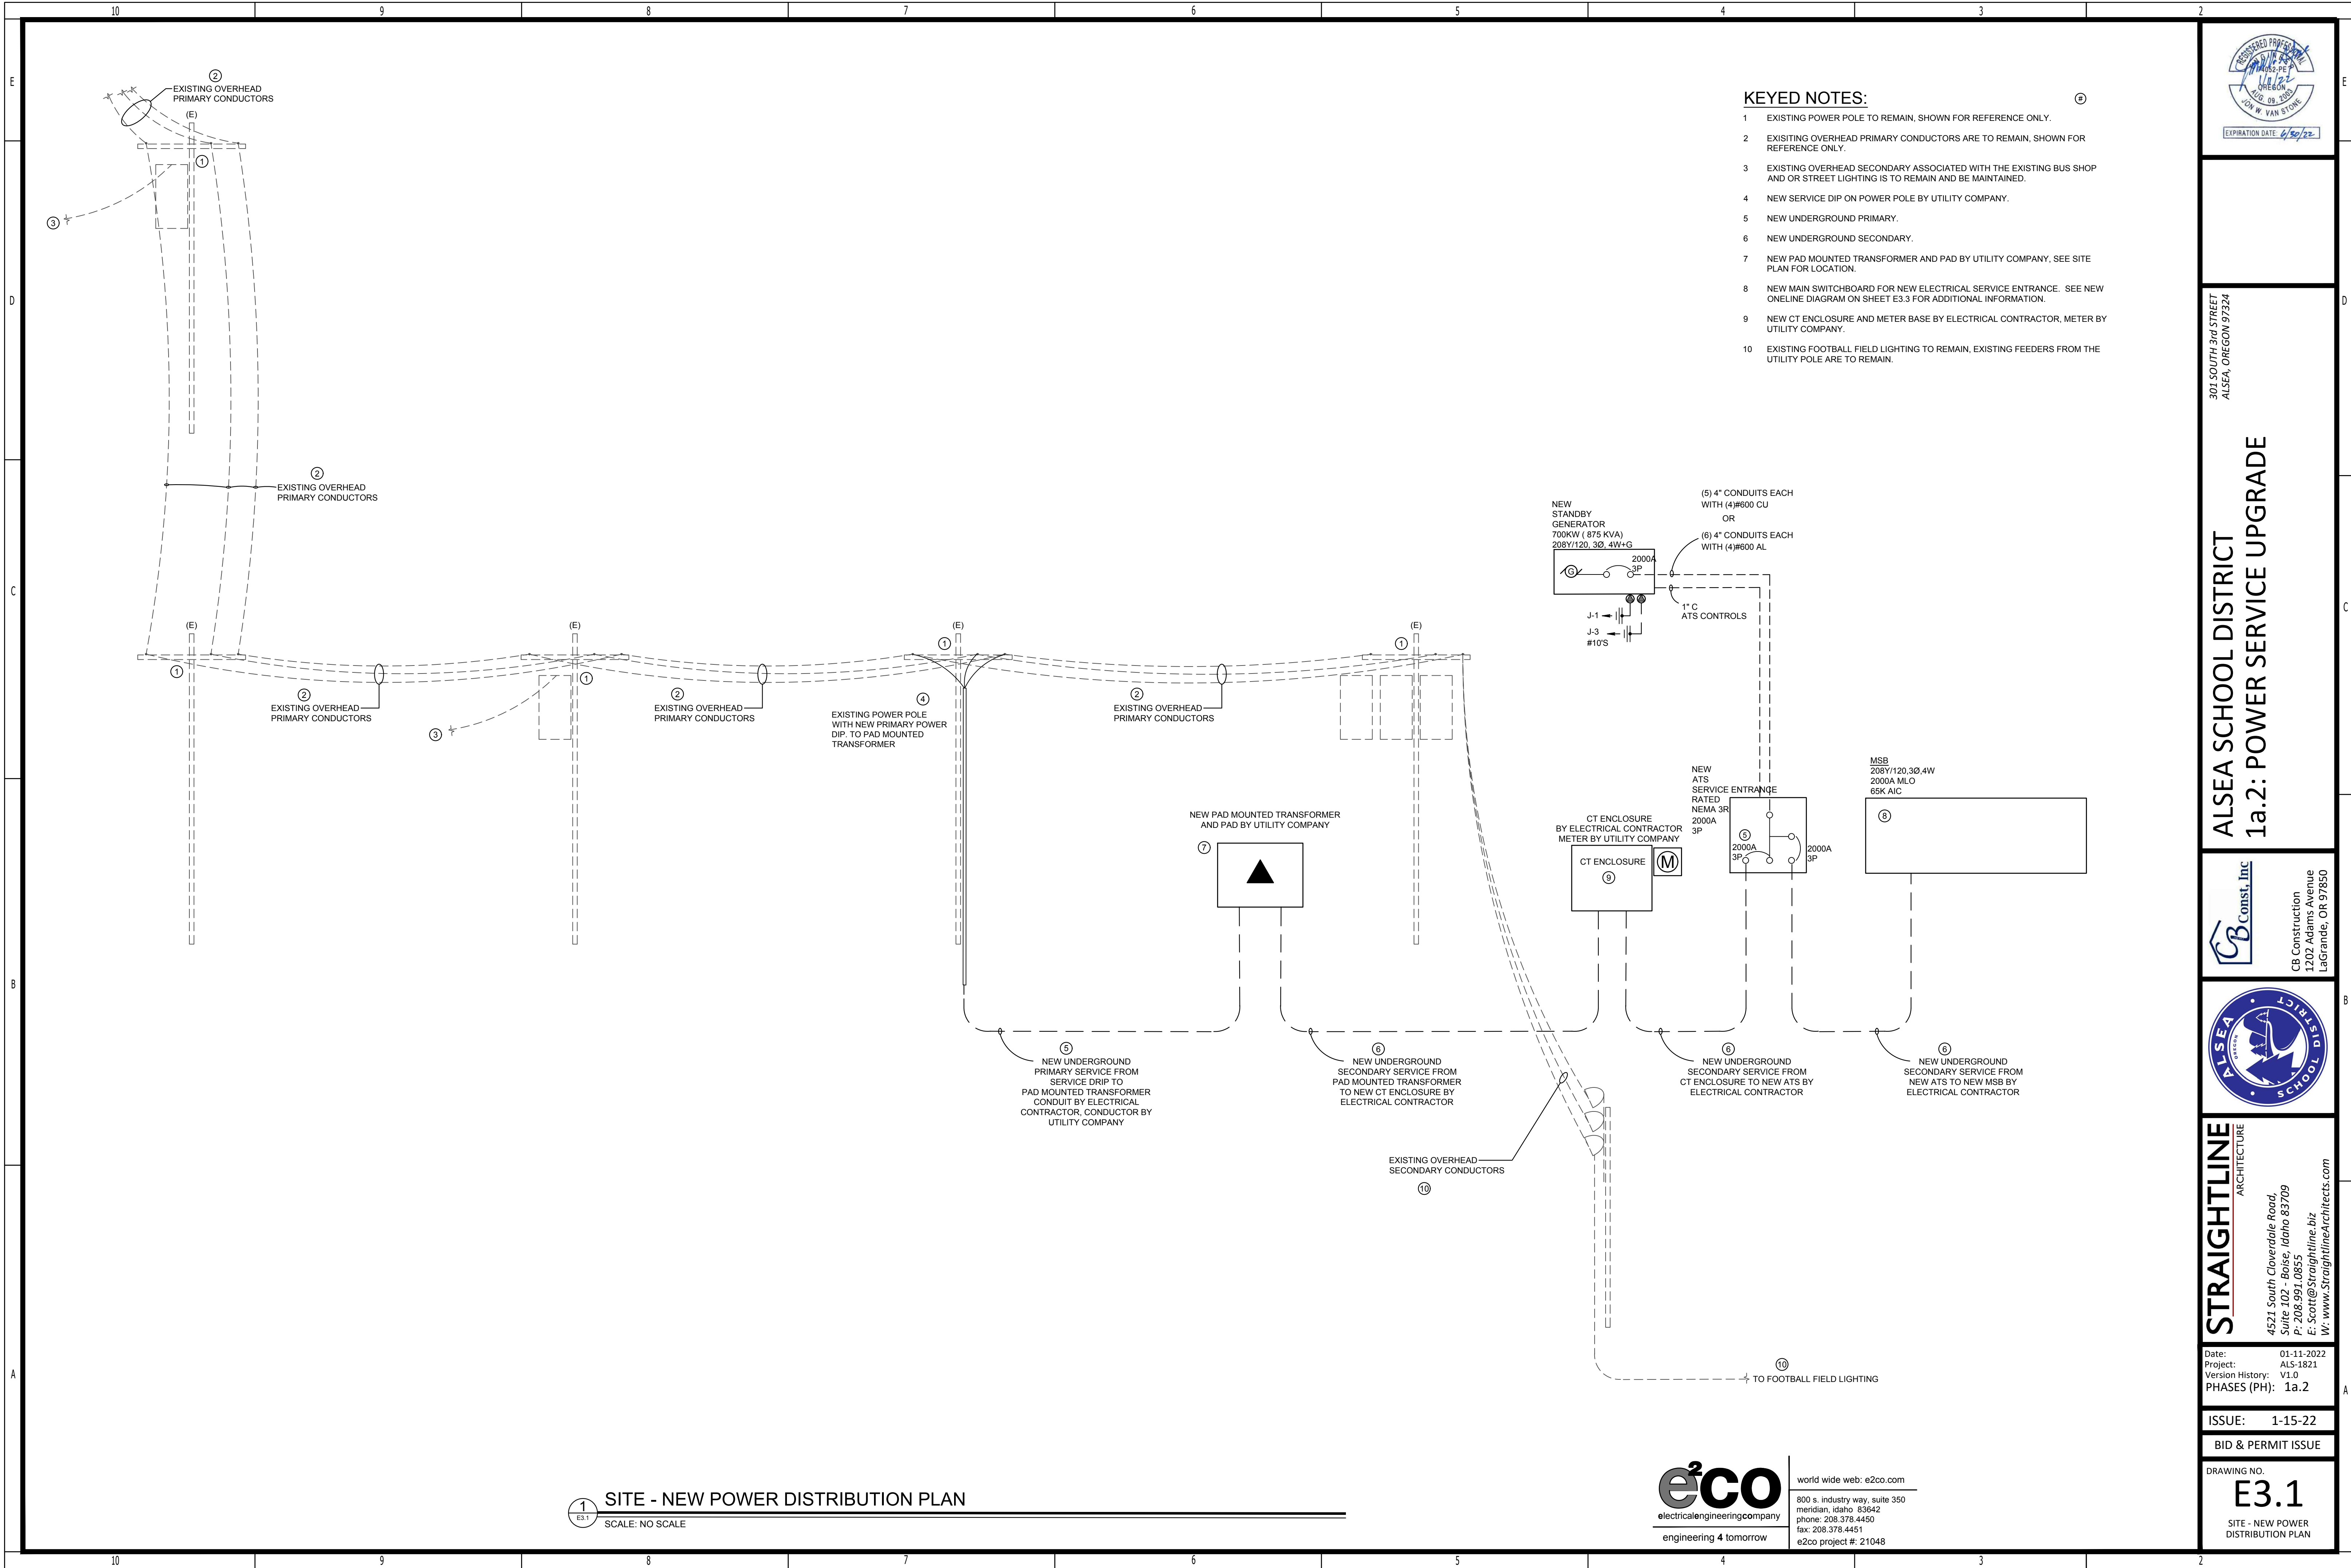 10 9 8 7 6 5 4 3 2
E
D
C
B
A
2
EXISTING OVERHEAD
PRIMARY CONDUCTORS
(E)
1
3
2
EXISTING OVERHEAD
PRIMARY CONDUCTORS
(E)
1
2
EXISTING OVERHEAD
PRIMARY CONDUCTORS
(E)
1
3
2
EXISTING OVERHEAD
PRIMARY CONDUCTORS
1
4
EXISTING POWER POLE
WITH NEW PRIMARY POWER
DIP. TO PAD MOUNTED
TRANSFORMER
2
EXISTING OVERHEAD
PRIMARY CONDUCTORS
(E)
1
KEYED NOTES:
#
1 EXISTING POWER POLE TO REMAIN, SHOWN FOR REFERENCE ONLY.
2 EXISITING OVERHEAD PRIMARY CONDUCTORS ARE TO REMAIN, SHOWN FOR
REFERENCE ONLY.
3 EXISTING OVERHEAD SECONDARY ASSOCIATED WITH THE EXISTING BUS SHOP
AND OR STREET LIGHTING IS TO REMAIN AND BE MAINTAINED.
4 NEW SERVICE DIP ON POWER POLE BY UTILITY COMPANY.
5 NEW UNDERGROUND PRIMARY.
6 NEW UNDERGROUND SECONDARY.
7 NEW PAD MOUNTED TRANSFORMER AND PAD BY UTILITY COMPANY, SEE SITE
PLAN FOR LOCATION.
8 NEW MAIN SWITCHBOARD FOR NEW ELECTRICAL SERVICE ENTRANCE. SEE NEW
ONELINE DIAGRAM ON SHEET E3.3 FOR ADDITIONAL INFORMATION.
9 NEW CT ENCLOSURE AND METER BASE BY ELECTRICAL CONTRACTOR, METER BY
UTILITY COMPANY.
10 EXISTING FOOTBALL FIELD LIGHTING TO REMAIN, EXISTING FEEDERS FROM THE
UTILITY POLE ARE TO REMAIN.
NEW
STANDBY
GENERATOR
700KW ( 875 KVA)
208Y/120, 3Ø, 4W+G
G
2000A
3P
(5) 4" CONDUITS EACH
WITH (4)#600 CU
OR
(6) 4" CONDUITS EACH
WITH (4)#600 AL
1" C
ATS CONTROLS
J-1
J-3
#10'S
NEW PAD MOUNTED TRANSFORMER
AND PAD BY UTILITY COMPANY
7
CT ENCLOSURE
BY ELECTRICAL CONTRACTOR
METER BY UTILITY COMPANY
CT ENCLOSURE
9
M
NEW
ATS
SERVICE ENTRANCE
RATED
NEMA 3R
2000A
3P
5
2000A
3P
2000A
3P
MSB
208Y/120,3Ø,4W
2000A MLO
65K AIC
8
5
NEW UNDERGROUND
PRIMARY SERVICE FROM
SERVICE DRIP TO
PAD MOUNTED TRANSFORMER
CONDUIT BY ELECTRICAL
CONTRACTOR, CONDUCTOR BY
UTILITY COMPANY
6
NEW UNDERGROUND
SECONDARY SERVICE FROM
PAD MOUNTED TRANSFORMER
TO NEW CT ENCLOSURE BY
ELECTRICAL CONTRACTOR
6
NEW UNDERGROUND
SECONDARY SERVICE FROM
CT ENCLOSURE TO NEW ATS BY
ELECTRICAL CONTRACTOR
6
NEW UNDERGROUND
SECONDARY SERVICE FROM
NEW ATS TO NEW MSB BY
ELECTRICAL CONTRACTOR
EXISTING OVERHEAD
SECONDARY CONDUCTORS
10
10
TO FOOTBALL FIELD LIGHTING
1
E3.1
SITE - NEW POWER DISTRIBUTION PLAN
SCALE: NO SCALE
e²co
electricalengineeringcompany
engineering 4 tomorrow
world wide web: e2co.com
800 s. industry way, suite 350
meridian, idaho 83642
phone: 208.378.4450
fax: 208.378.4451
e2co project #: 21048
REGISTERED PROFESSIONAL
OREGON
AUG. 09, 2003
JON W. VAN STONE
EXPIRATION DATE: 6/30/22
301 SOUTH 3rd STREET
ALSEA, OREGON 97324
ALSEA SCHOOL DISTRICT
1a.2.: POWER SERVICE UPGRADE
CB Const, Inc
CB Construction
1202 Adams Avenue
LaGrande, OR 97850
ALSEA
OREGON
SCHOOL DISTRICT
STRAIGHTLINE
ARCHITECTURE
4521 South Cloverdale Road,
Suite 102 - Boise, Idaho 83709
P: 208.991.0855
E: Scott@Straightline.biz
W: www.StraightlineArchitects.com
Date: 01-11-2022
Project: ALS-1821
Version History: V1.0
PHASES (PH): 1a.2
ISSUE: 1-15-22
BID & PERMIT ISSUE
DRAWING NO.
E3.1
SITE - NEW POWER
DISTRIBUTION PLAN
E
D
C
B
A
10 9 8 7 6 5 4 3 2